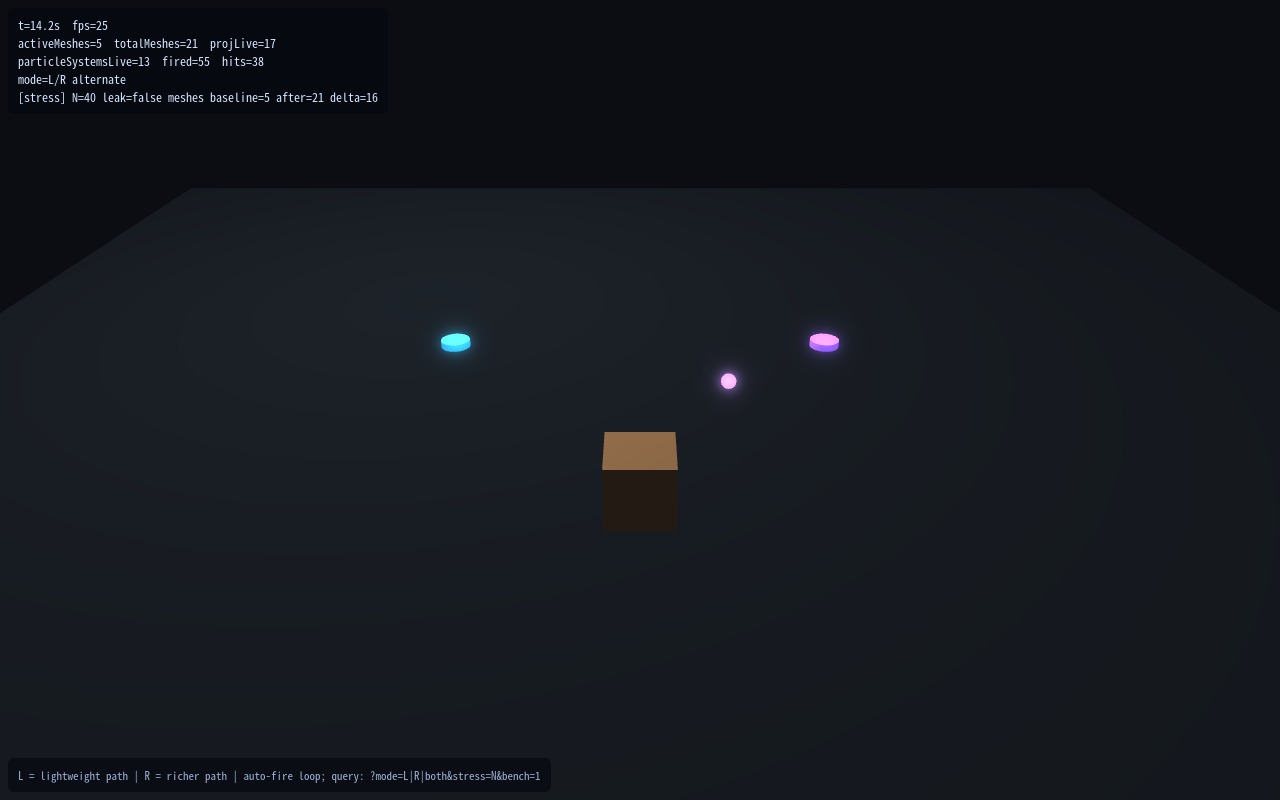 t=14.2s  fps=25
activeMeshes=5  totalMeshes=21  projLive=17
particleSystemsLive=13  fired=55  hits=38
mode=L/R alternate
[stress] N=40 leak=false meshes baseline=5 after=21 delta=16
L = lightweight path | R = richer path | auto-fire loop; query: ?mode=L|R|both&stress=N&bench=1